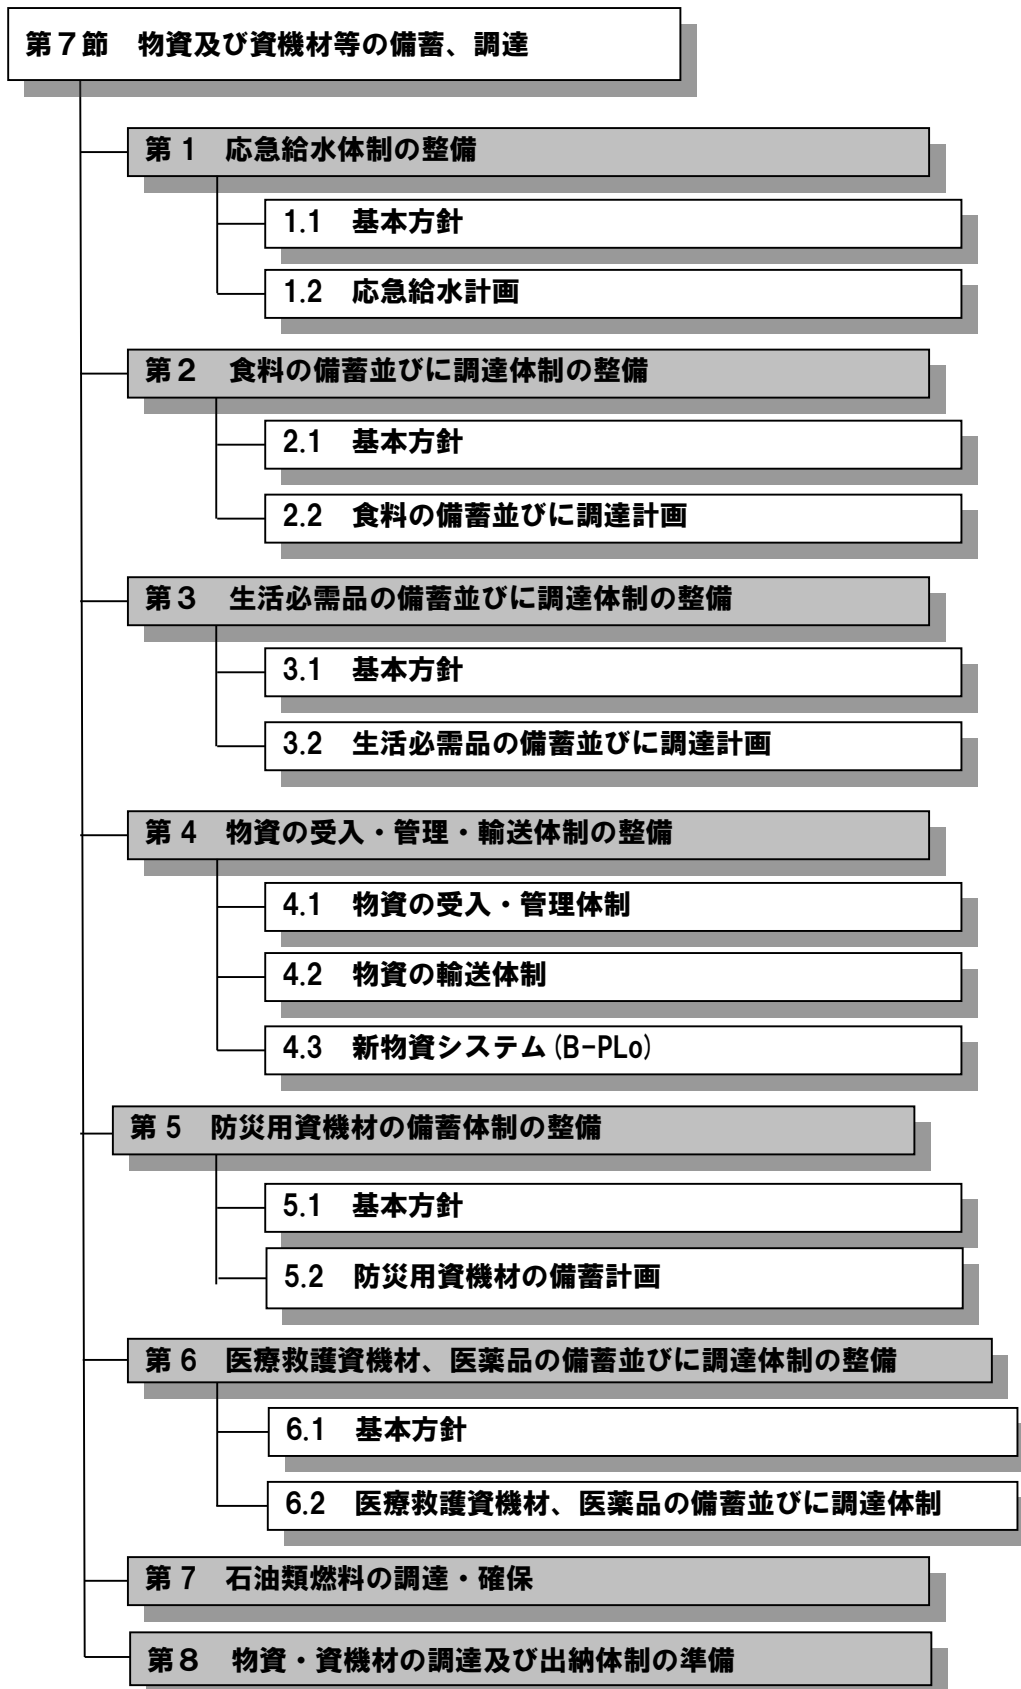 第７節　物資及び資機材等の備蓄、調達
第 1　応急給水体制の整備
1.1　基本方針
1.2　応急給水計画
第２　食料の備蓄並びに調達体制の整備
2.1　基本方針
2.2　食料の備蓄並びに調達計画
第３　生活必需品の備蓄並びに調達体制の整備
3.1　基本方針
3.2　生活必需品の備蓄並びに調達計画
第 4　物資の受入・管理・輸送体制の整備
4.1　物資の受入・管理体制
4.2　物資の輸送体制
4.3　新物資システム(B-PLo)
第 5　防災用資機材の備蓄体制の整備
5.1　基本方針
5.2　防災用資機材の備蓄計画
第 6　医療救護資機材、医薬品の備蓄並びに調達体制の整備
6.1　基本方針
6.2　医療救護資機材、医薬品の備蓄並びに調達体制
第 7　石油類燃料の調達・確保
第８　物資・資機材の調達及び出納体制の準備